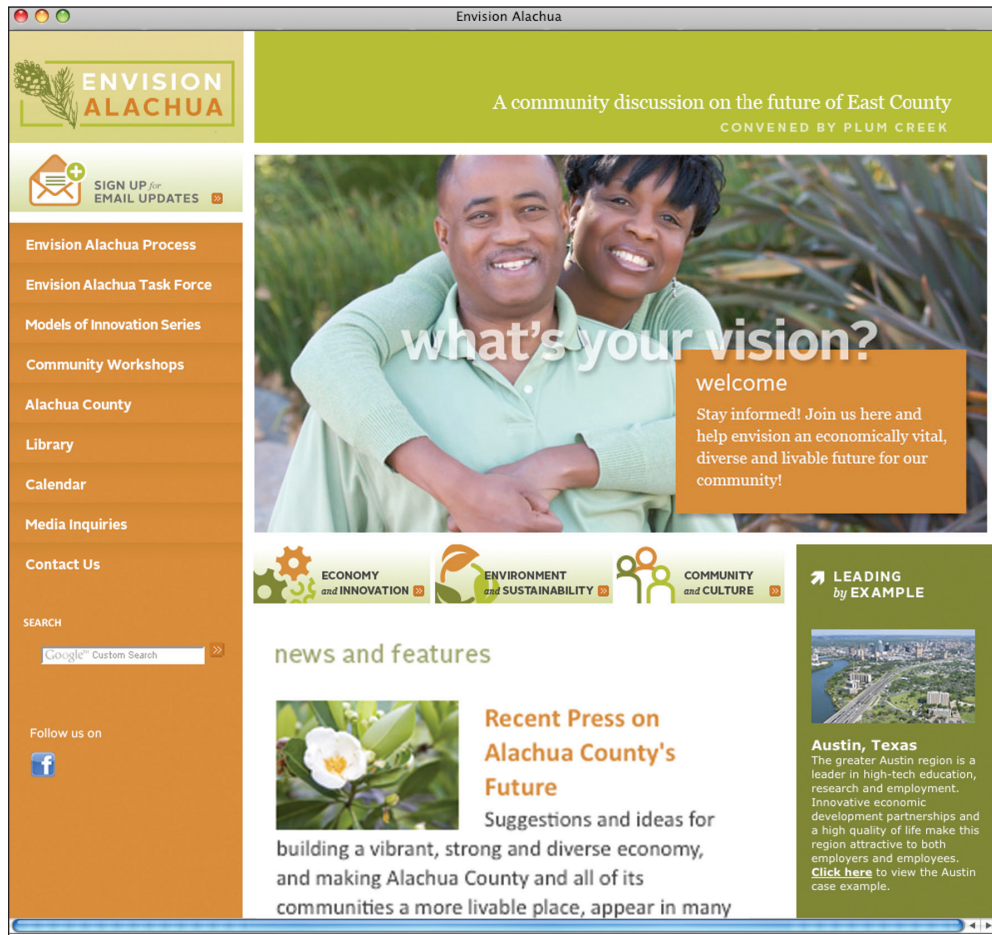 Envision Alachua
ENVISION
ALACHUA
A community discussion on the future of East County
CONVENED BY PLUM CREEK
SIGN UP for
EMAIL UPDATES
Envision Alachua Process
Envision Alachua Task Force
Models of Innovation Series
Community Workshops
Alachua County
Library
Calendar
Media Inquiries
Contact Us
SEARCH
Google™ Custom Search
Follow us on
f
what's your vision?
welcome
Stay informed! Join us here and
help envision an economically vital,
diverse and livable future for our
community!
ECONOMY
and INNOVATION
ENVIRONMENT
and SUSTAINABILITY
COMMUNITY
and CULTURE
news and features
Recent Press on
Alachua County's
Future
Suggestions and ideas for
building a vibrant, strong and diverse economy,
and making Alachua County and all of its
communities a more livable place, appear in many
LEADING
by EXAMPLE
Austin, Texas
The greater Austin region is a
leader in high-tech education,
research and employment.
Innovative economic
development partnerships and
a high quality of life make this
region attractive to both
employers and employees.
Click here to view the Austin
case example.